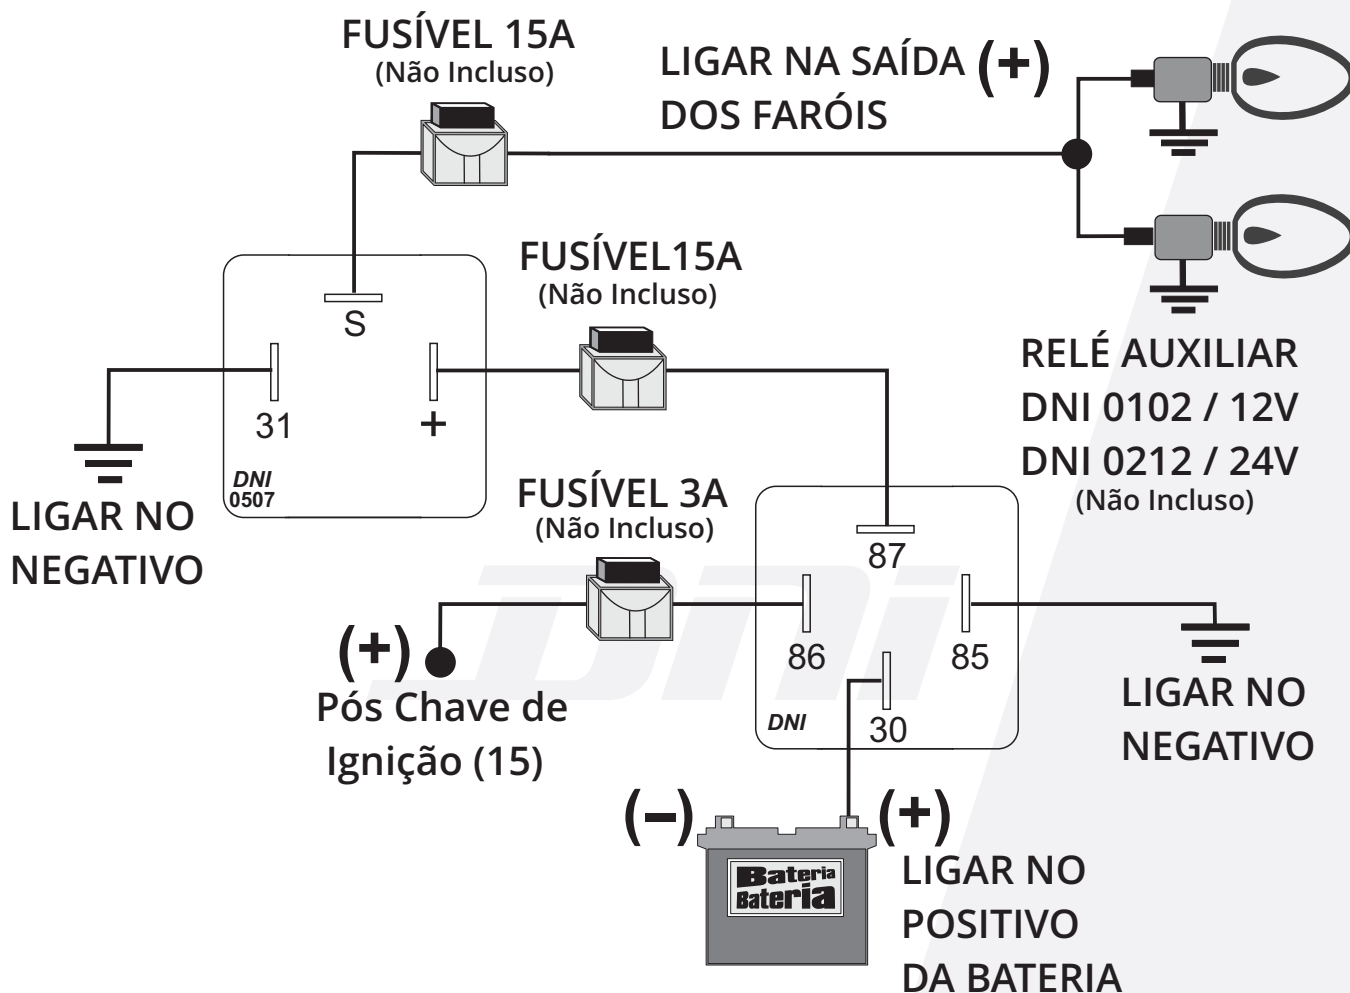 FUSÍVEL 15A
(Não Incluso)
LIGAR NA SAÍDA (+)
DOS FARÓIS
S
31
+
DNI
0507
LIGAR NO
NEGATIVO
FUSÍVEL15A
(Não Incluso)
RELÉ AUXILIAR
DNI 0102 / 12V
DNI 0212 / 24V
(Não Incluso)
FUSÍVEL 3A
(Não Incluso)
(+)
Pós Chave de
Ignição (15)
DNi
87
86
85
30
DNI
LIGAR NO
NEGATIVO
(–)
(+)
Bateria
Bateria
LIGAR NO
POSITIVO
DA BATERIA